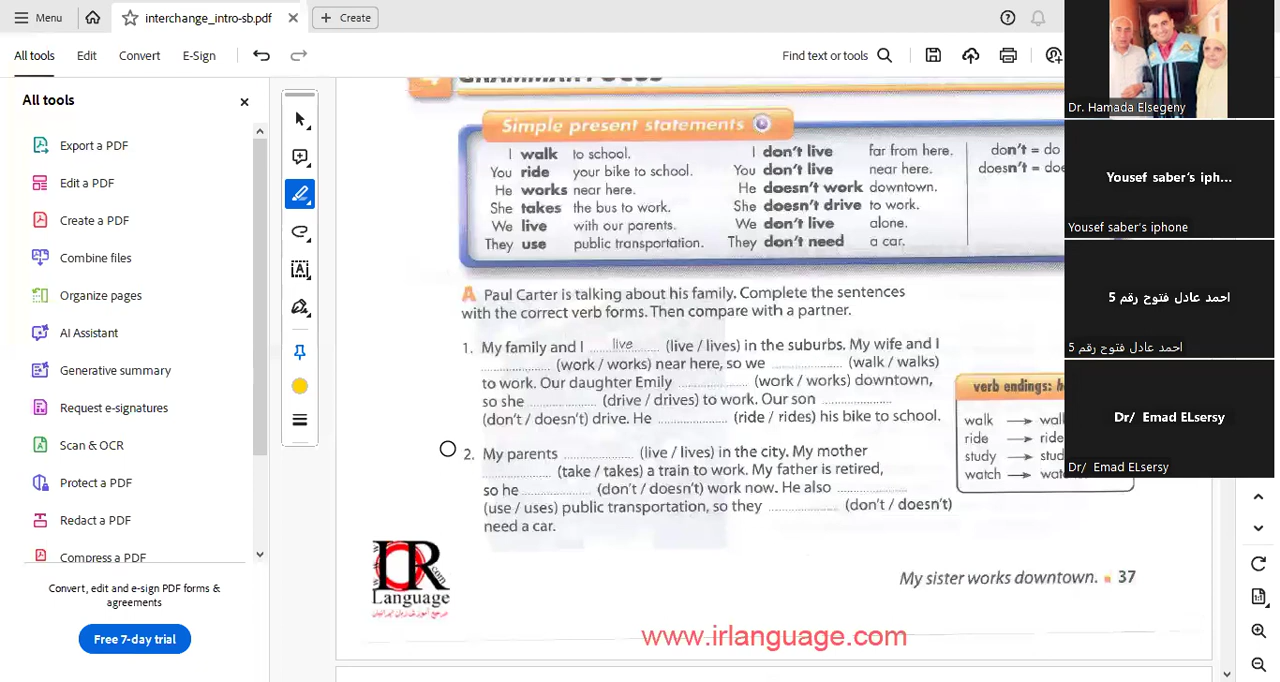 Menu
interchange_intro-sb.pdf
Create
All tools
Edit
Convert
E-Sign
Find text or tools
All tools
Export a PDF
Edit a PDF
Create a PDF
Combine files
Organize pages
AI Assistant
Generative summary
Request e-signatures
Scan & OCR
Protect a PDF
Redact a PDF
Compress a PDF
Convert, edit and e-sign PDF forms &
agreements
Free 7-day trial
GRAMMAR FOCUS
Simple present statements
I walk to school.
You ride your bike to school.
He works near here.
She takes the bus to work.
We live with our parents.
They use public transportation.
I don't live far from here.
You don't live near here.
He doesn't work downtown.
She doesn't drive to work.
We don't live alone.
They don't need a car.
don't = do
doesn't = doe
A Paul Carter is talking about his family. Complete the sentences
with the correct verb forms. Then compare with a partner.
1. My family and I live (live / lives) in the suburbs. My wife and I
(work / works) near here, so we (walk / walks)
to work. Our daughter Emily (work / works) downtown,
so she (drive / drives) to work. Our son
(don't / doesn't) drive. He (ride / rides) his bike to school.
2. My parents (live / lives) in the city. My mother
(take / takes) a train to work. My father is retired,
so he (don't / doesn't) work now. He also
(use / uses) public transportation, so they (don't / doesn't)
need a car.
verb endings: h
walk → wal
ride → ride
study → stud
watch → wat
IR
Language
.com
My sister works downtown. 37
www.irlanguage.com
Dr. Hamada Elsegeny
Yousef saber's iph...
Yousef saber's iphone
احمد عادل فتوح رقم 5
احمد عادل فتوح رقم 5
Dr/ Emad ELsersy
Dr/ Emad ELsersy